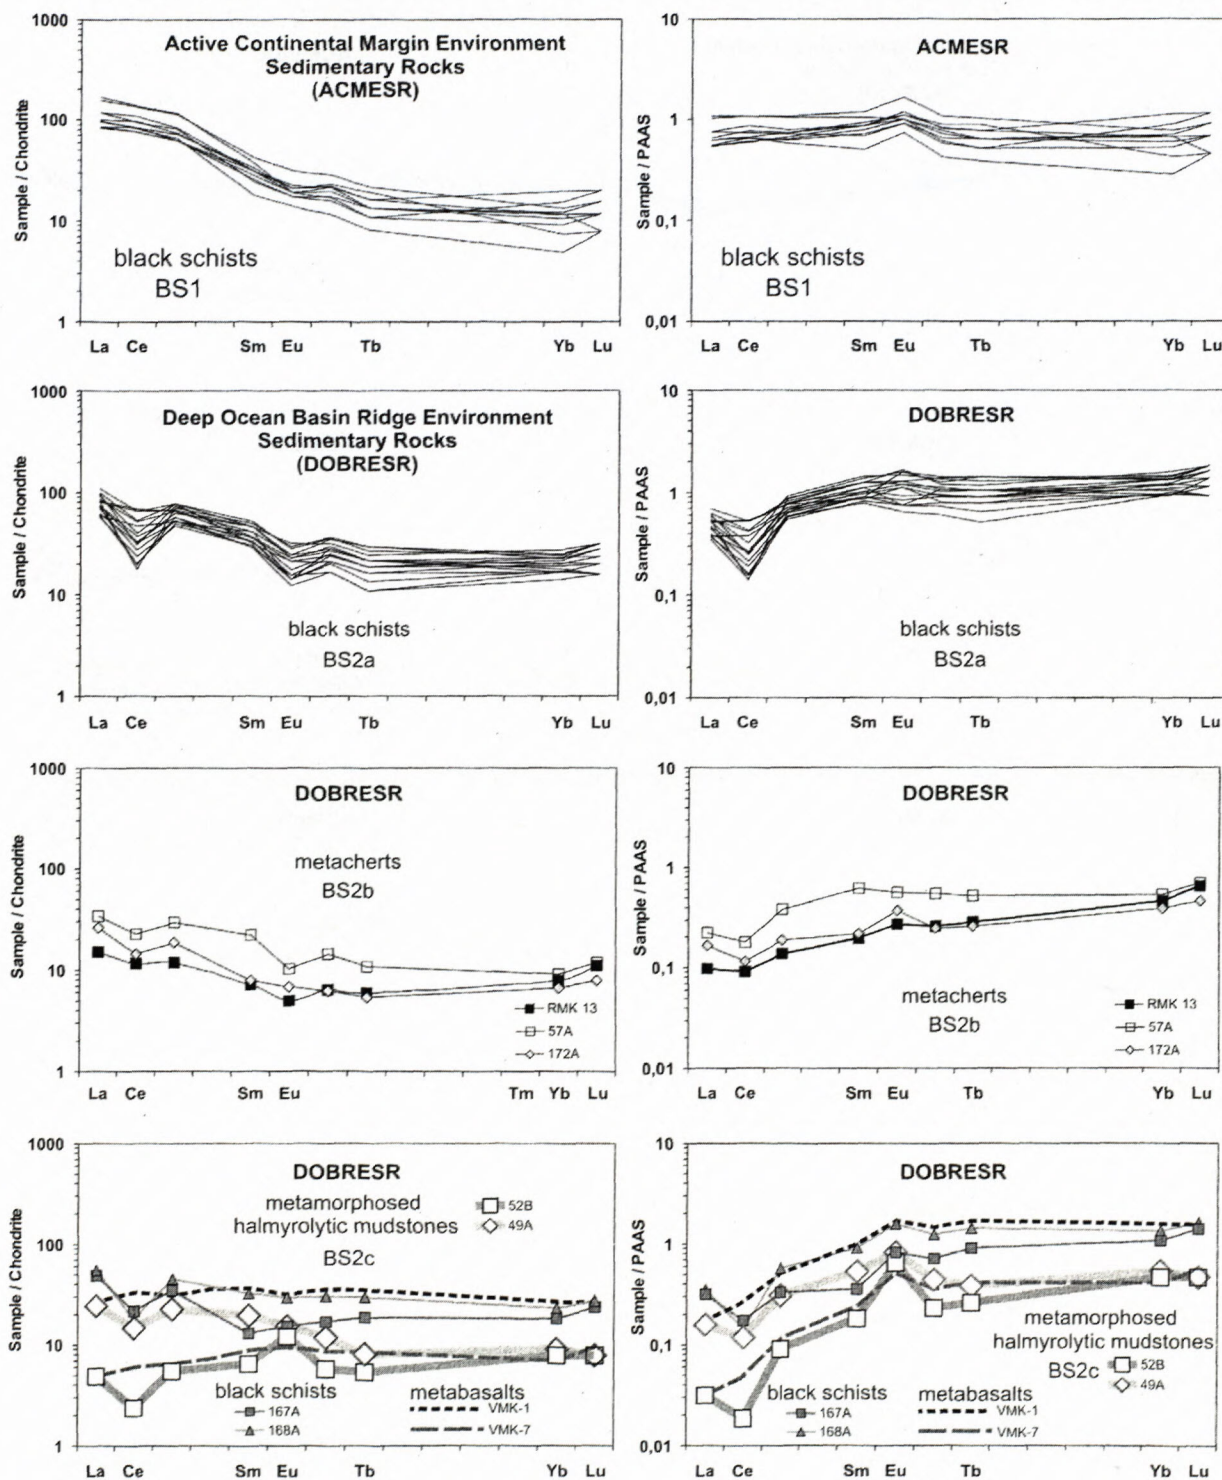 Active Continental Margin Environment
Sedimentary Rocks
(ACMESR)
Sample / Chondrite
1000
100
10
1
black schists
BS1
La Ce Sm Eu Tb Yb Lu
ACMESR
Sample / PAAS
10
1
0,1
0,01
black schists
BS1
La Ce Sm Eu Tb Yb Lu
Deep Ocean Basin Ridge Environment
Sedimentary Rocks
(DOBRESR)
Sample / Chondrite
1000
100
10
1
black schists
BS2a
La Ce Sm Eu Tb Yb Lu
DOBRESR
Sample / PAAS
10
1
0,1
0,01
black schists
BS2a
La Ce Sm Eu Tb Yb Lu
DOBRESR
Sample / Chondrite
1000
100
10
1
metacherts
BS2b
RMK 13
57A
172A
La Ce Sm Eu Tm Yb Lu
DOBRESR
Sample / PAAS
10
1
0,1
0,01
metacherts
BS2b
RMK 13
57A
172A
La Ce Sm Eu Tb Yb Lu
DOBRESR
Sample / Chondrite
1000
100
10
1
metamorphosed
halmyrolytic mudstones
BS2c
52B
49A
black schists
167A
168A
metabasalts
VMK-1
VMK-7
La Ce Sm Eu Tb Yb Lu
DOBRESR
Sample / PAAS
10
1
0,1
0,01
metamorphosed
halmyrolytic mudstones
BS2c
52B
49A
black schists
167A
168A
metabasalts
VMK-1
VMK-7
La Ce Sm Eu Tb Yb Lu